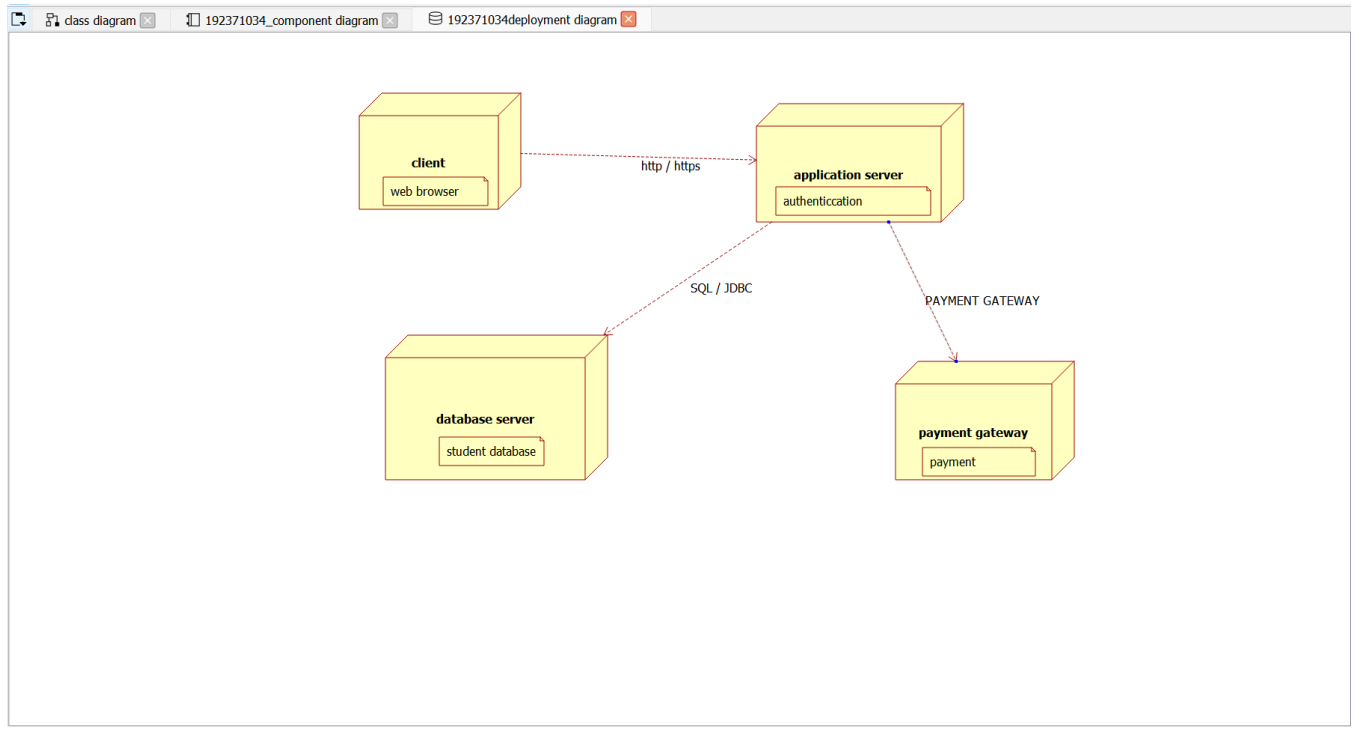 class diagram
192371034_component diagram
192371034deployment diagram
client
web browser
http / https
application server
authenticcation
SQL / JDBC
PAYMENT GATEWAY
database server
student database
payment gateway
payment